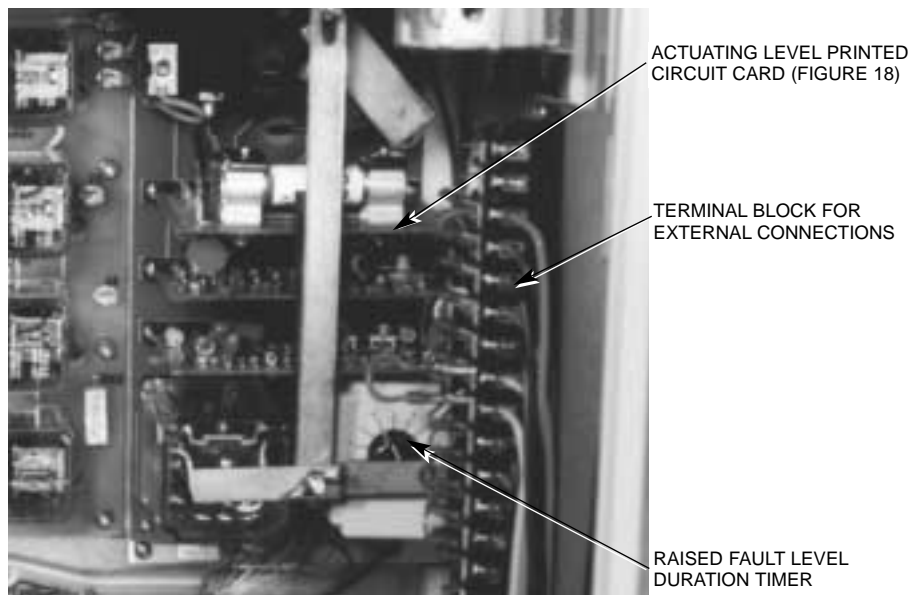 ACTUATING LEVEL PRINTED
CIRCUIT CARD (FIGURE 18)
TERMINAL BLOCK FOR
EXTERNAL CONNECTIONS
RAISED FAULT LEVEL
DURATION TIMER